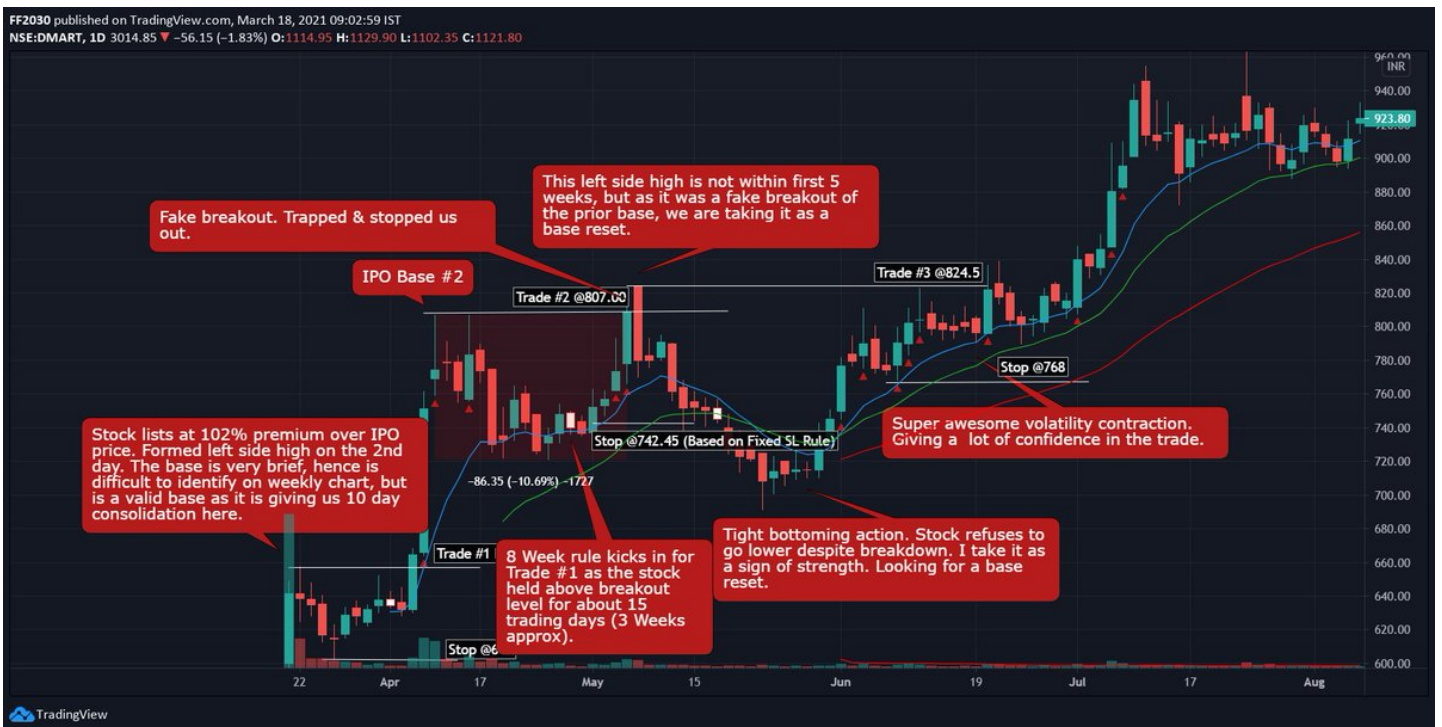 FF2030 published on TradingView.com, March 18, 2021 09:02:59 IST
NSE:DMART, 1D 3014.85 ▼ −56.15 (−1.83%) O:1114.95 H:1129.90 L:1102.35 C:1121.80
960.00
INR
940.00
923.80
920.00
900.00
880.00
860.00
840.00
820.00
800.00
780.00
760.00
740.00
720.00
700.00
680.00
660.00
640.00
620.00
600.00
This left side high is not within first 5
weeks, but as it was a fake breakout of
the prior base, we are taking it as a
base reset.
Fake breakout. Trapped & stopped us
out.
IPO Base #2
Trade #2 @807.00
Trade #3 @824.5
Stop @768
Super awesome volatility contraction.
Giving a lot of confidence in the trade.
Stock lists at 102% premium over IPO
price. Formed left side high on the 2nd
day. The base is very brief, hence is
difficult to identify on weekly chart, but
is a valid base as it is giving us 10 day
consolidation here.
Stop @742.45 (Based on Fixed SL Rule)
−86.35 (−10.69%) −1727
Tight bottoming action. Stock refuses to
go lower despite breakdown. I take it as
a sign of strength. Looking for a base
reset.
Trade #1
8 Week rule kicks in for
Trade #1 as the stock
held above breakout
level for about 15
trading days (3 Weeks
approx).
Stop @6
22 Apr 17 May 15 Jun 19 Jul 17 Aug
TradingView